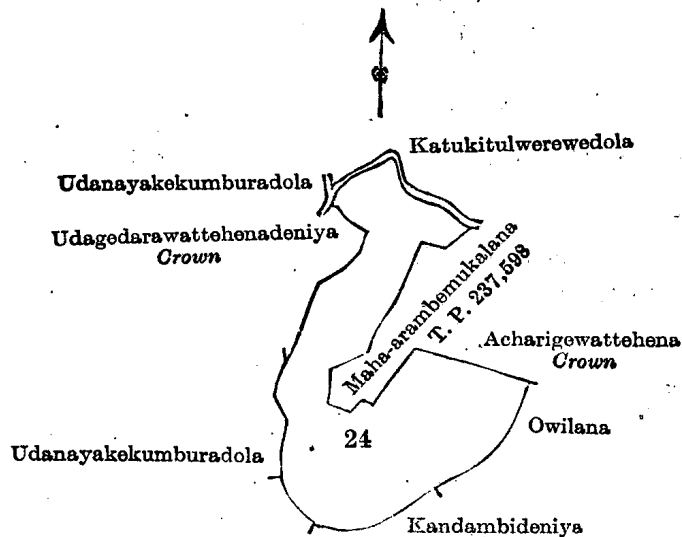 Katukitulwerewedola
Udanayakekumburadola
Udagedarawattehenadeniya
Crown
Maha-arambemukalana
T. P. 237,598
Acharigewattehena
Crown
Owilana
24
Udanayakekumburadola
Kandambideniya